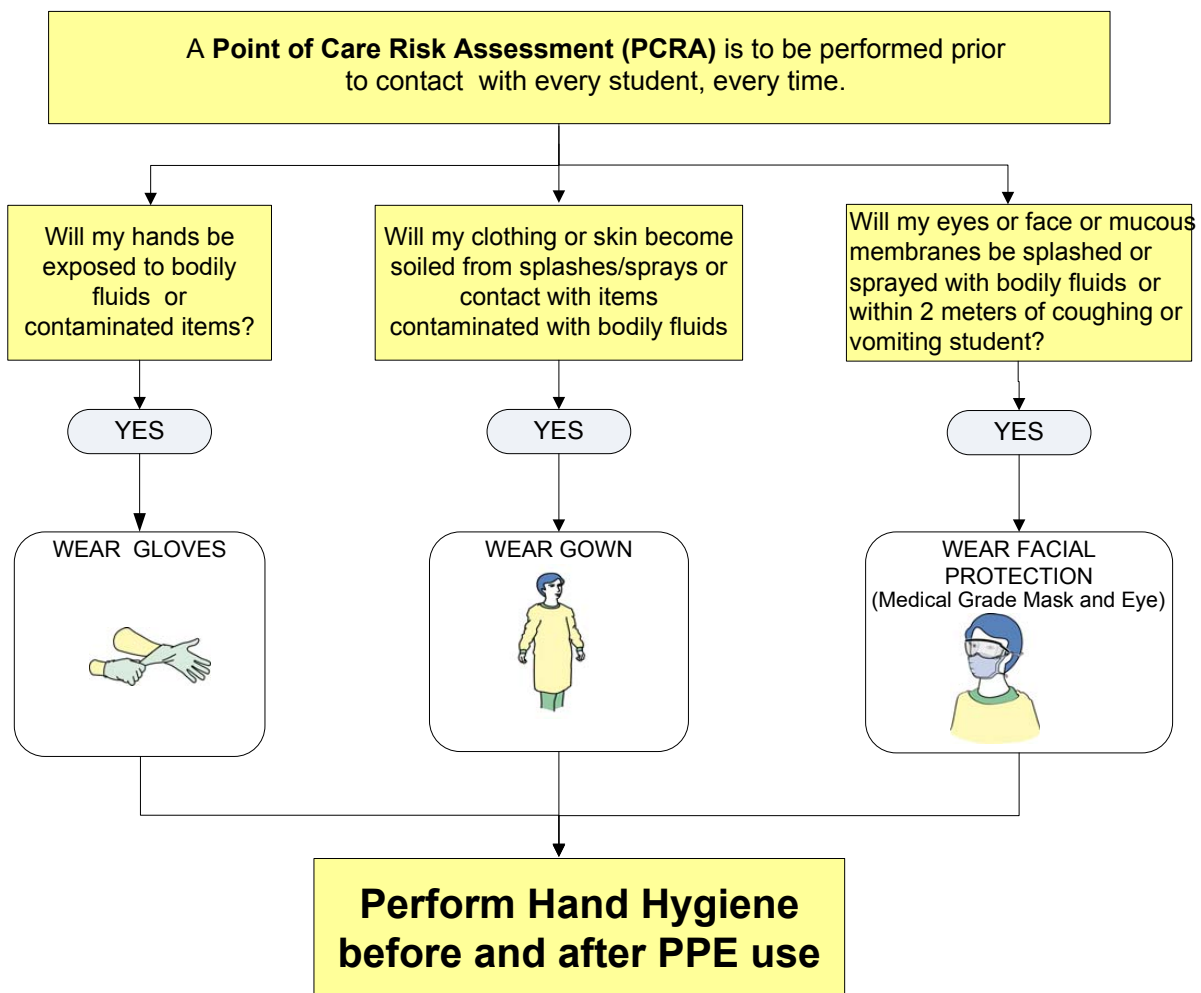 A Point of Care Risk Assessment (PCRA) is to be performed prior
to contact with every student, every time.
Will my hands be
exposed to bodily
fluids or
contaminated items?
Will my clothing or skin become
soiled from splashes/sprays or
contact with items
contaminated with bodily fluids
Will my eyes or face or mucous
membranes be splashed or
sprayed with bodily fluids or
within 2 meters of coughing or
vomiting student?
YES
YES
YES
WEAR GLOVES
WEAR GOWN
WEAR FACIAL
PROTECTION
(Medical Grade Mask and Eye)
Perform Hand Hygiene
before and after PPE use